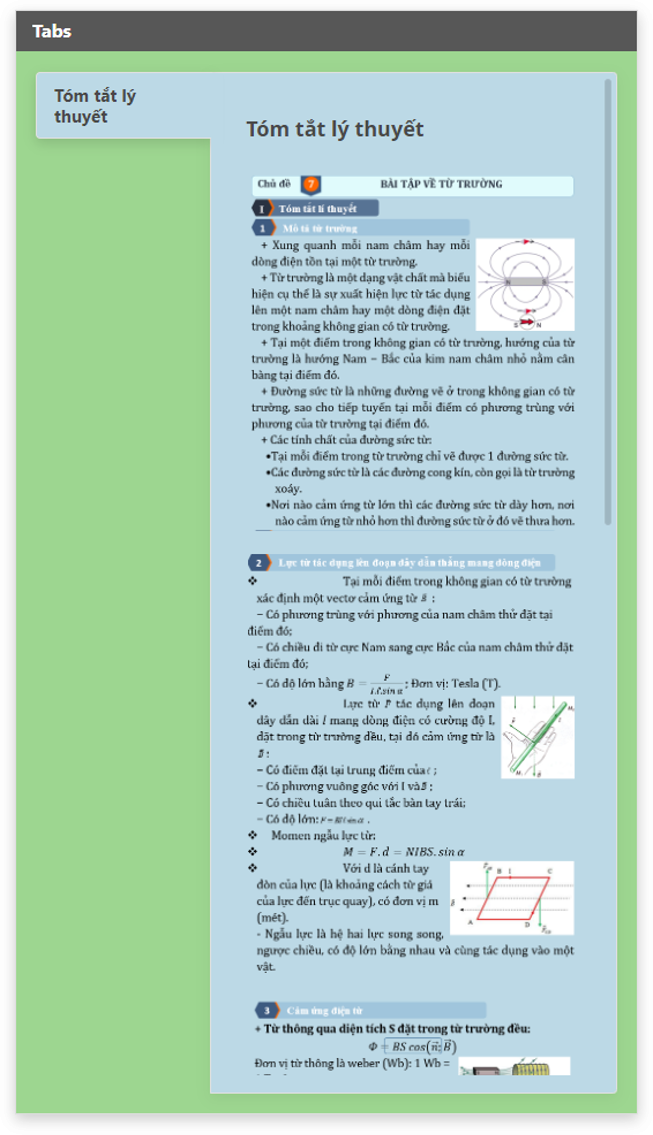 Tabs
Tóm tắt lý
thuyết
Tóm tắt lý thuyết
Chủ đề 7 BÀI TẬP VỀ TỪ TRƯỜNG
I Tóm tắt lí thuyết
1 Mô tả từ trường
+ Xung quanh mỗi nam châm hay mỗi
dòng điện tồn tại một từ trường.
+ Từ trường là một dạng vật chất mà biểu
hiện cụ thể là sự xuất hiện lực từ tác dụng
lên một nam châm hay một dòng điện đặt
trong khoảng không gian có từ trường.
N S
S N
+ Tại một điểm trong không gian có từ trường, hướng của từ
trường là hướng Nam – Bắc của kim nam châm nhỏ nằm cân
bằng tại điểm đó.
+ Đường sức từ là những đường vẽ ở trong không gian có từ
trường, sao cho tiếp tuyến tại mỗi điểm có phương trùng với
phương của từ trường tại điểm đó.
+ Các tính chất của đường sức từ:
•Tại mỗi điểm trong từ trường chỉ vẽ được 1 đường sức từ.
•Các đường sức từ là các đường cong kín, còn gọi là từ trường
xoáy.
•Nơi nào cảm ứng từ lớn thì các đường sức từ dày hơn, nơi
nào cảm ứng từ nhỏ hơn thì đường sức từ ở đó vẽ thưa hơn.
2 Lực từ tác dụng lên đoạn dây dẫn thẳng mang dòng điện
❖ Tại mỗi điểm trong không gian có từ trường
xác định một vectơ cảm ứng từ B⃗ :
– Có phương trùng với phương của nam châm thử đặt tại
điểm đó;
– Có chiều đi từ cực Nam sang cực Bắc của nam châm thử đặt
tại điểm đó;
– Có độ lớn bằng B = F / I.ℓ.sin α ; Đơn vị: Tesla (T).
❖ Lực từ F⃗ tác dụng lên đoạn
dây dẫn dài l mang dòng điện có cường độ I,
đặt trong từ trường đều, tại đó cảm ứng từ là
B⃗ :
– Có điểm đặt tại trung điểm của ℓ ;
– Có phương vuông góc với l và B⃗ ;
– Có chiều tuân theo qui tắc bàn tay trái;
– Có độ lớn: F = BIℓ sin α .
❖ Momen ngẫu lực từ:
❖ M = F. d = NIBS. sin α
❖ Với d là cánh tay
đòn của lực (là khoảng cách từ giá
của lực đến trục quay), có đơn vị m
(mét).
B I C
A D
- Ngẫu lực là hệ hai lực song song,
ngược chiều, có độ lớn bằng nhau và cùng tác dụng vào một
vật.
3 Cảm ứng điện từ
+ Từ thông qua diện tích S đặt trong từ trường đều:
Φ = BS cos(n⃗; B⃗)
Đơn vị từ thông là weber (Wb): 1 Wb =